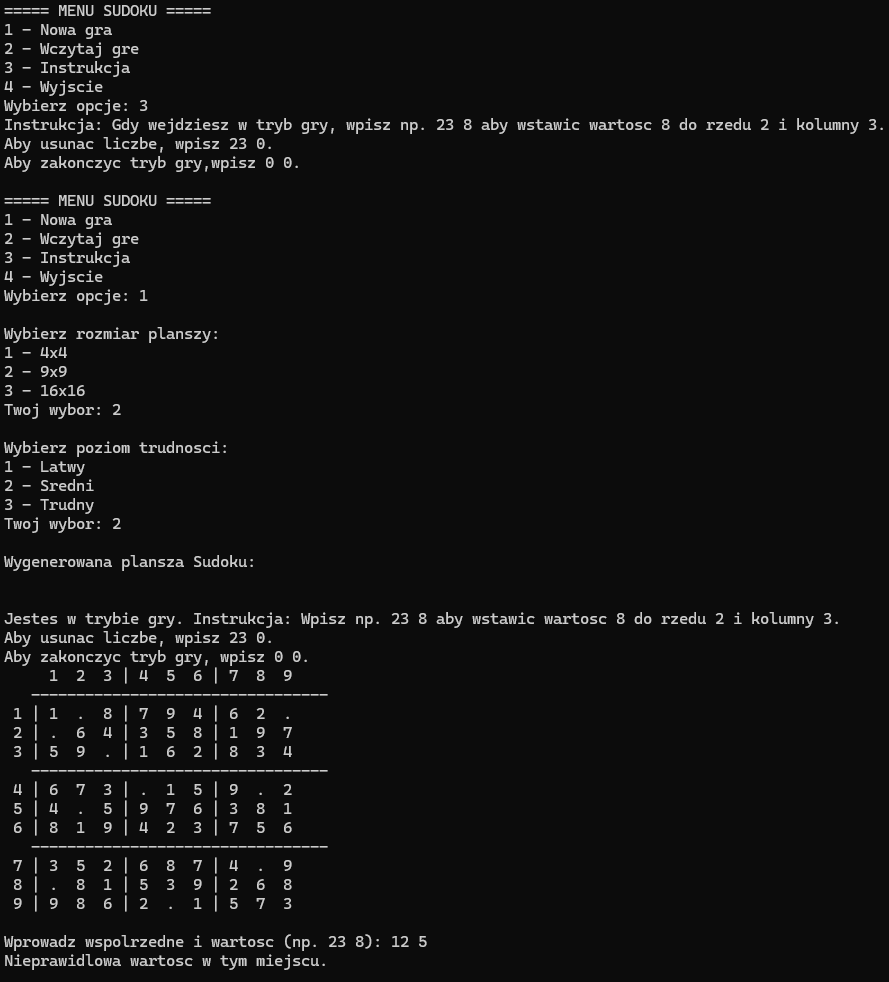 ===== MENU SUDOKU =====
1 - Nowa gra
2 - Wczytaj gre
3 - Instrukcja
4 - Wyjscie
Wybierz opcje: 3
Instrukcja: Gdy wejdziesz w tryb gry, wpisz np. 23 8 aby wstawic wartosc 8 do rzedu 2 i kolumny 3.
Aby usunac liczbe, wpisz 23 0.
Aby zakonczyc tryb gry,wpisz 0 0.

===== MENU SUDOKU =====
1 - Nowa gra
2 - Wczytaj gre
3 - Instrukcja
4 - Wyjscie
Wybierz opcje: 1

Wybierz rozmiar planszy:
1 - 4x4
2 - 9x9
3 - 16x16
Twoj wybor: 2

Wybierz poziom trudnosci:
1 - Latwy
2 - Sredni
3 - Trudny
Twoj wybor: 2

Wygenerowana plansza Sudoku:

Jestes w trybie gry. Instrukcja: Wpisz np. 23 8 aby wstawic wartosc 8 do rzedu 2 i kolumny 3.
Aby usunac liczbe, wpisz 23 0.
Aby zakonczyc tryb gry, wpisz 0 0.
     1  2  3 | 4  5  6 | 7  8  9
   ---------------------------------
 1 | 1  .  8 | 7  9  4 | 6  2  .
 2 | .  6  4 | 3  5  8 | 1  9  7
 3 | 5  9  . | 1  6  2 | 8  3  4
   ---------------------------------
 4 | 6  7  3 | .  1  5 | 9  .  2
 5 | 4  .  5 | 9  7  6 | 3  8  1
 6 | 8  1  9 | 4  2  3 | 7  5  6
   ---------------------------------
 7 | 3  5  2 | 6  8  7 | 4  .  9
 8 | .  8  1 | 5  3  9 | 2  6  8
 9 | 9  8  6 | 2  .  1 | 5  7  3

Wprowadz wspolrzedne i wartosc (np. 23 8): 12 5
Nieprawidlowa wartosc w tym miejscu.